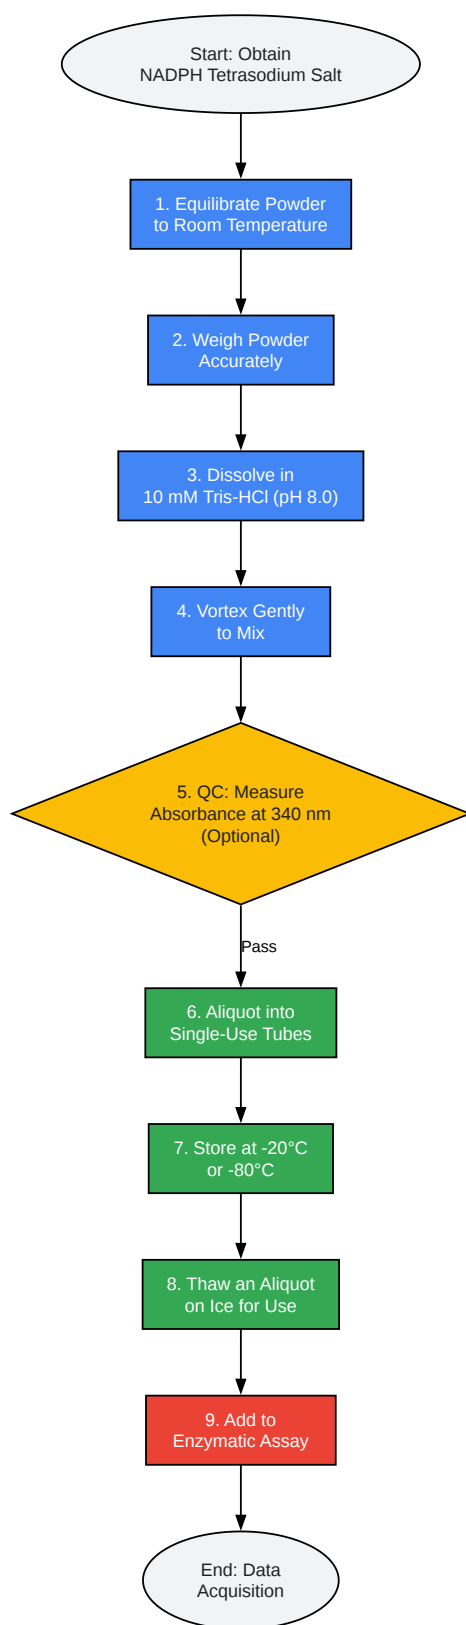 Start: Obtain
NADPH Tetrasodium Salt
1. Equilibrate Powder
to Room Temperature
2. Weigh Powder
Accurately
3. Dissolve in
10 mM Tris-HCl (pH 8.0)
4. Vortex Gently
to Mix
5. QC: Measure
Absorbance at 340 nm
(Optional)
Pass
6. Aliquot into
Single-Use Tubes
7. Store at -20°C
or -80°C
8. Thaw an Aliquot
on Ice for Use
9. Add to
Enzymatic Assay
End: Data
Acquisition